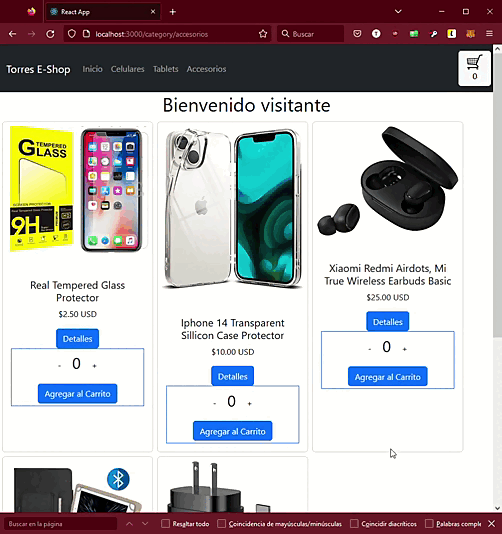 React App
localhost:3000/category/accesorios
Buscar
Torres E-Shop
Inicio
Celulares
Tablets
Accesorios
0
Bienvenido visitante
TEMPERED
GLASS
9H
Real Tempered Glass
Protector
$2.50 USD
Detalles
- 0 +
Agregar al Carrito
Iphone 14 Transparent
Sillicon Case Protector
$10.00 USD
Detalles
- 0 +
Agregar al Carrito
Xiaomi Redmi Airdots, Mi
True Wireless Earbuds Basic
$25.00 USD
Detalles
- 0 +
Agregar al Carrito
Buscar en la página
Resaltar todo
Coincidencia de mayúsculas/minúsculas
Coincidir diacríticos
Palabras comple